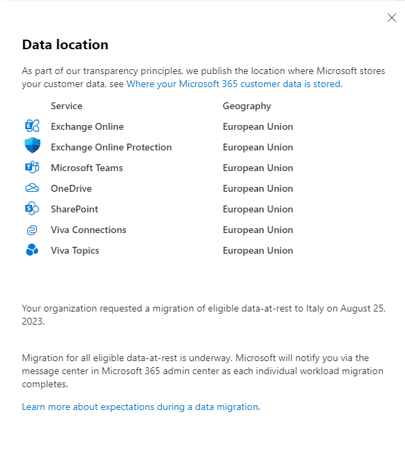 Data location
As part of our transparency principles, we publish the location where Microsoft stores
your customer data, see Where your Microsoft 365 customer data is stored.
Service Geography
Exchange Online European Union
Exchange Online Protection European Union
Microsoft Teams European Union
OneDrive European Union
SharePoint European Union
Viva Connections European Union
Viva Topics European Union
Your organization requested a migration of eligible data-at-rest to Italy on August 25,
2023.
Migration for all eligible data-at-rest is underway. Microsoft will notify you via the
message center in Microsoft 365 admin center as each individual workload migration
completes.
Learn more about expectations during a data migration.